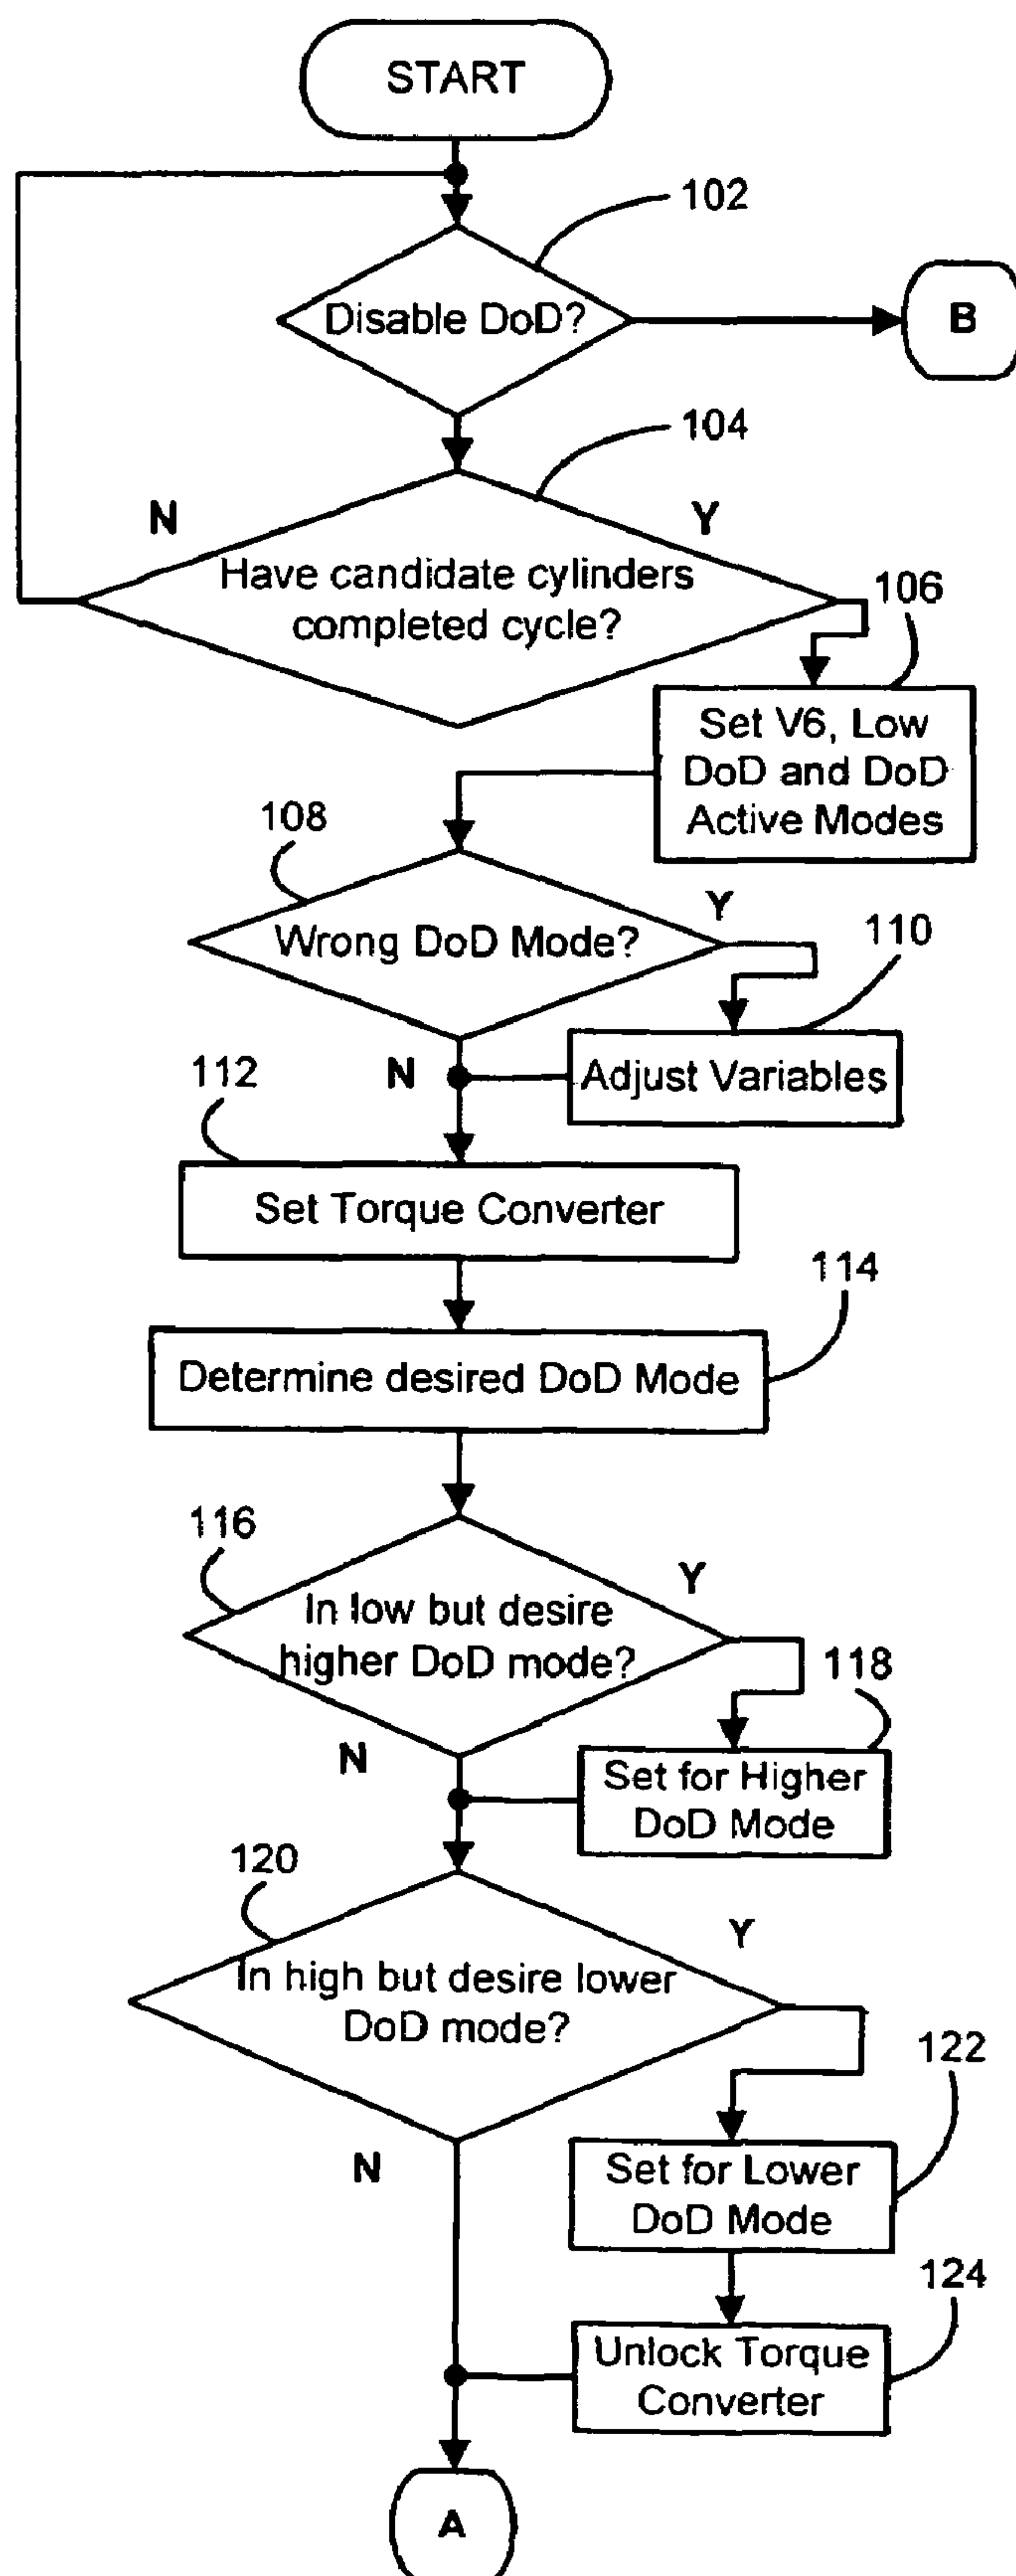 START
102
Disable DoD?
B
104
N
Y
Have candidate cylinders
completed cycle?
106
Set V6, Low
DoD and DoD
Active Modes
108
Wrong DoD Mode?
Y
110
Adjust Variables
N
112
Set Torque Converter
114
Determine desired DoD Mode
116
In low but desire
higher DoD mode?
Y
118
N
Set for Higher
DoD Mode
120
In high but desire lower
DoD mode?
Y
122
N
Set for Lower
DoD Mode
124
Unlock Torque
Converter
A